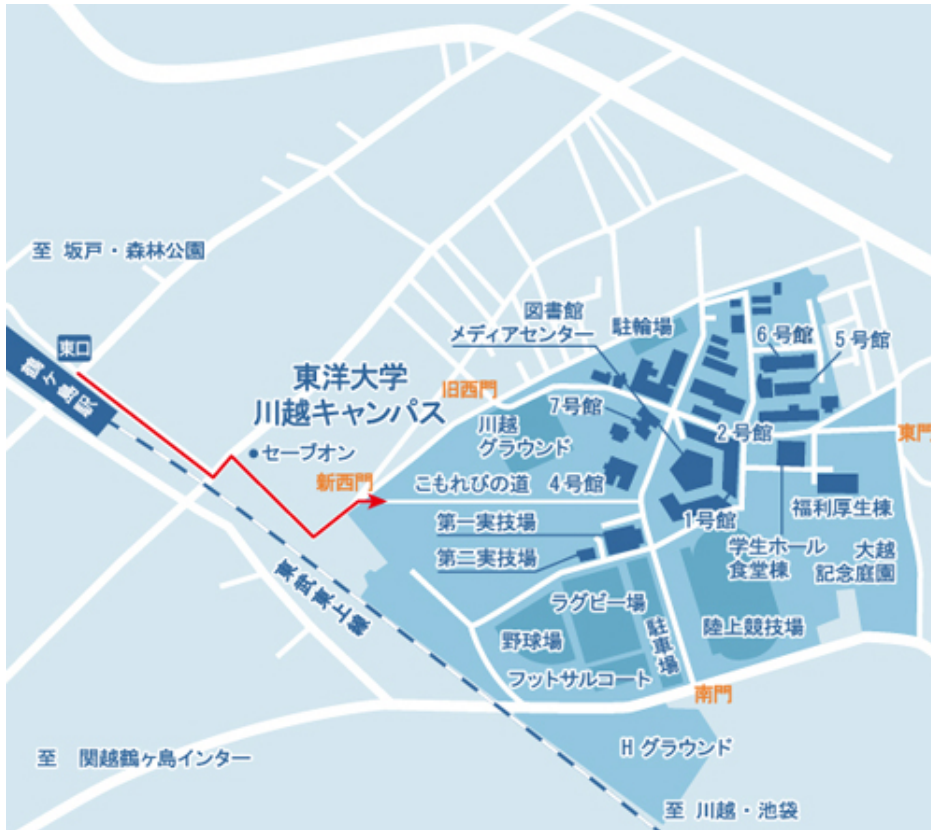 至 坂戸・森林公園
東口
鶴ヶ島駅
東洋大学
川越キャンパス
セーブオン
図書館
メディアセンター
駐輪場
6号館
5号館
旧西門
川越
グラウンド
7号館
2号館
東門
新西門
こもれびの道
4号館
第一実技場
第二実技場
1号館
福利厚生棟
学生ホール
食堂棟
大越
記念庭園
東武東上線
ラグビー場
野球場
駐車場
陸上競技場
フットサルコート
南門
至 関越鶴ヶ島インター
H グラウンド
至 川越・池袋